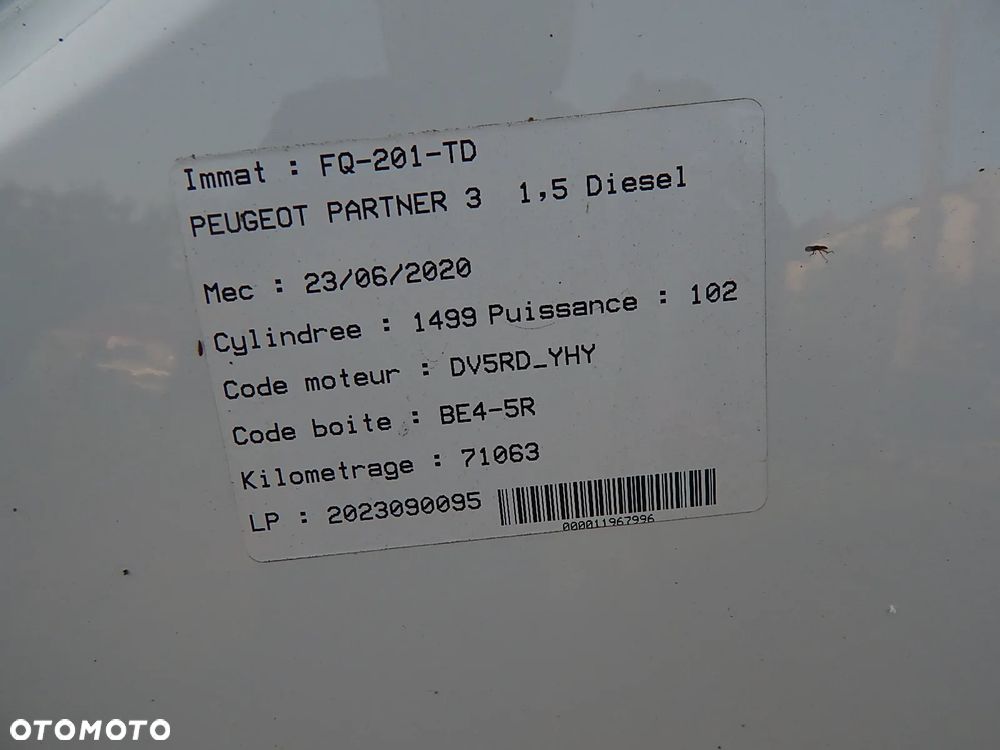 Immat : FQ-201-TD
PEUGEOT PARTNER 3 1,5 Diesel
Mec : 23/06/2020
Cylindree : 1499 Puissance : 102
Code moteur : DV5RD_YHY
Code boite : BE4-5R
Kilometrage : 71063
LP : 2023090095
000011967996
OTOMOTO